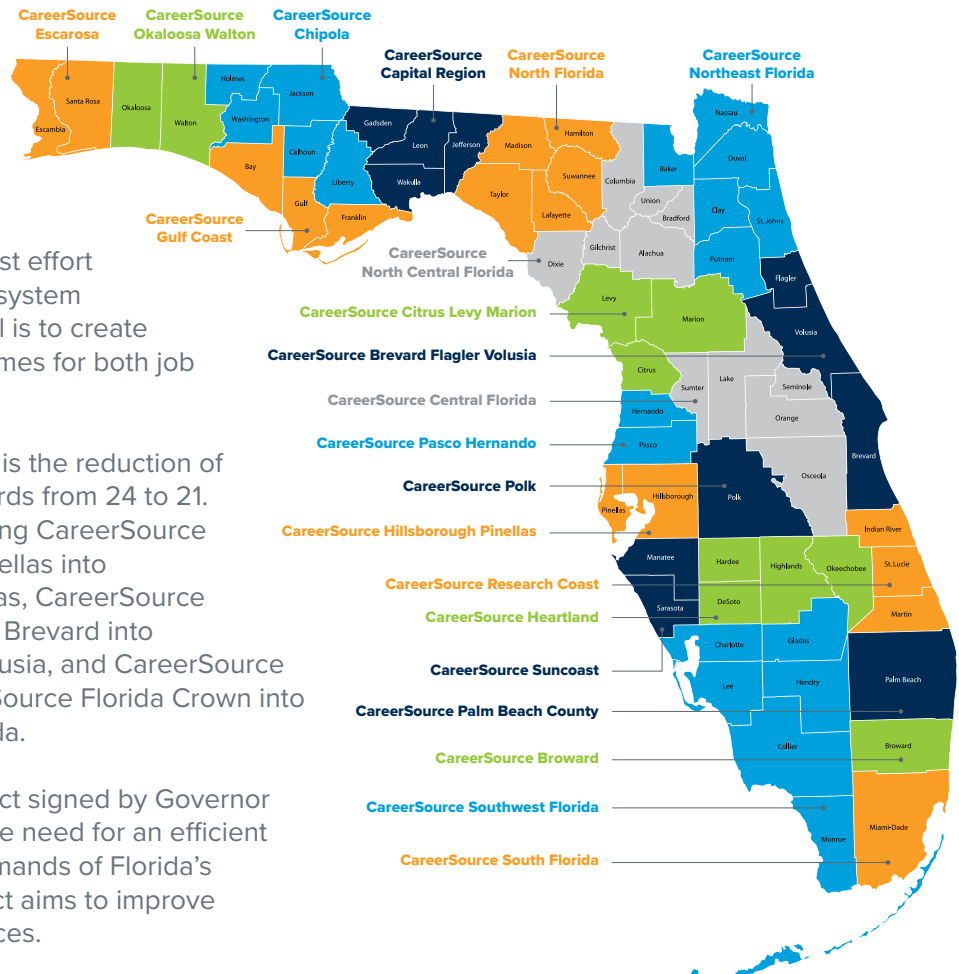 CareerSource
Escarosa
CareerSource
Okaloosa Walton
CareerSource
Chipola
CareerSource
Capital Region
CareerSource
North Florida
CareerSource
Northeast Florida
Escambia
Santa Rosa
Okaloosa
Walton
Holmes
Jackson
Washington
Bay
Calhoun
Gulf
Liberty
Franklin
Gadsden
Leon
Jefferson
Wakulla
Madison
Hamilton
Taylor
Suwannee
Lafayette
Columbia
Baker
Union
Bradford
Dixie
Gilchrist
Alachua
Nassau
Duval
Clay
St. Johns
Putnam
Flagler
CareerSource
Gulf Coast
CareerSource
North Central Florida
CareerSource Citrus Levy Marion
CareerSource Brevard Flagler Volusia
CareerSource Central Florida
CareerSource Pasco Hernando
CareerSource Polk
CareerSource Hillsborough Pinellas
CareerSource Research Coast
CareerSource Heartland
CareerSource Suncoast
CareerSource Palm Beach County
CareerSource Broward
CareerSource Southwest Florida
CareerSource South Florida
Levy
Marion
Volusia
Citrus
Sumter
Lake
Seminole
Orange
Hernando
Pasco
Osceola
Brevard
Pinellas
Hillsborough
Polk
Indian River
Manatee
Hardee
Highlands
Okeechobee
St. Lucie
Sarasota
DeSoto
Martin
Charlotte
Glades
Lee
Hendry
Palm Beach
Collier
Broward
Monroe
Miami-Dade
st effort
system
l is to create
mes for both job
is the reduction of
rds from 24 to 21.
ng CareerSource
ellas into
as, CareerSource
Brevard into
usia, and CareerSource
Source Florida Crown into
da.
ct signed by Governor
e need for an efficient
mands of Florida's
ct aims to improve
ces.